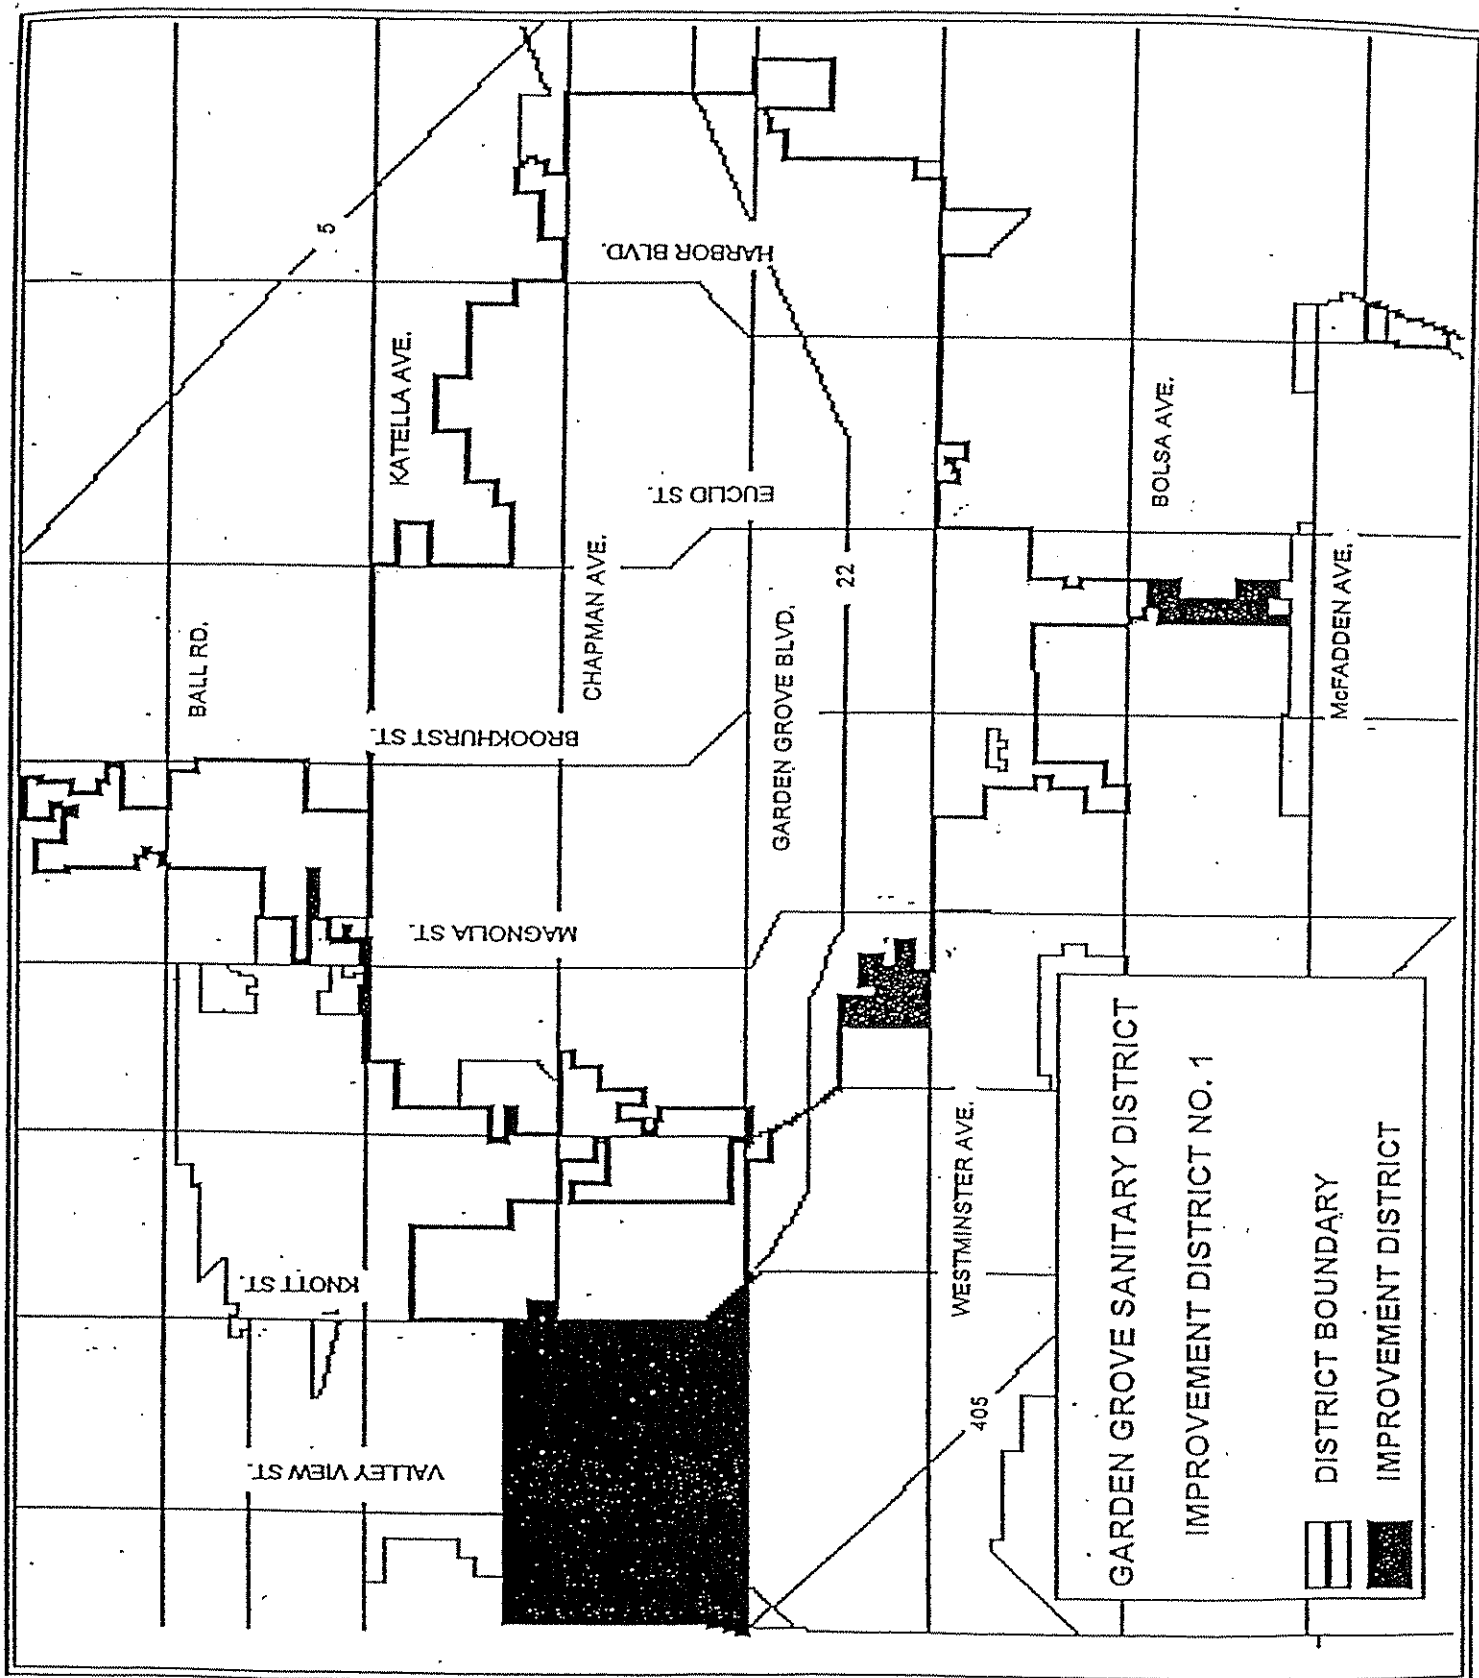 5
BALL RD.
KATELLA AVE.
CHAPMAN AVE.
GARDEN GROVE BLVD.
22
WESTMINSTER AVE.
BOLSA AVE.
McFADDEN AVE.
405
VALLEY VIEW ST.
KNOTT ST.
MAGNOLIA ST.
BROOKHURST ST.
EUCLID ST.
HARBOR BLVD.
GARDEN GROVE SANITARY DISTRICT
IMPROVEMENT DISTRICT NO. 1
DISTRICT BOUNDARY
IMPROVEMENT DISTRICT